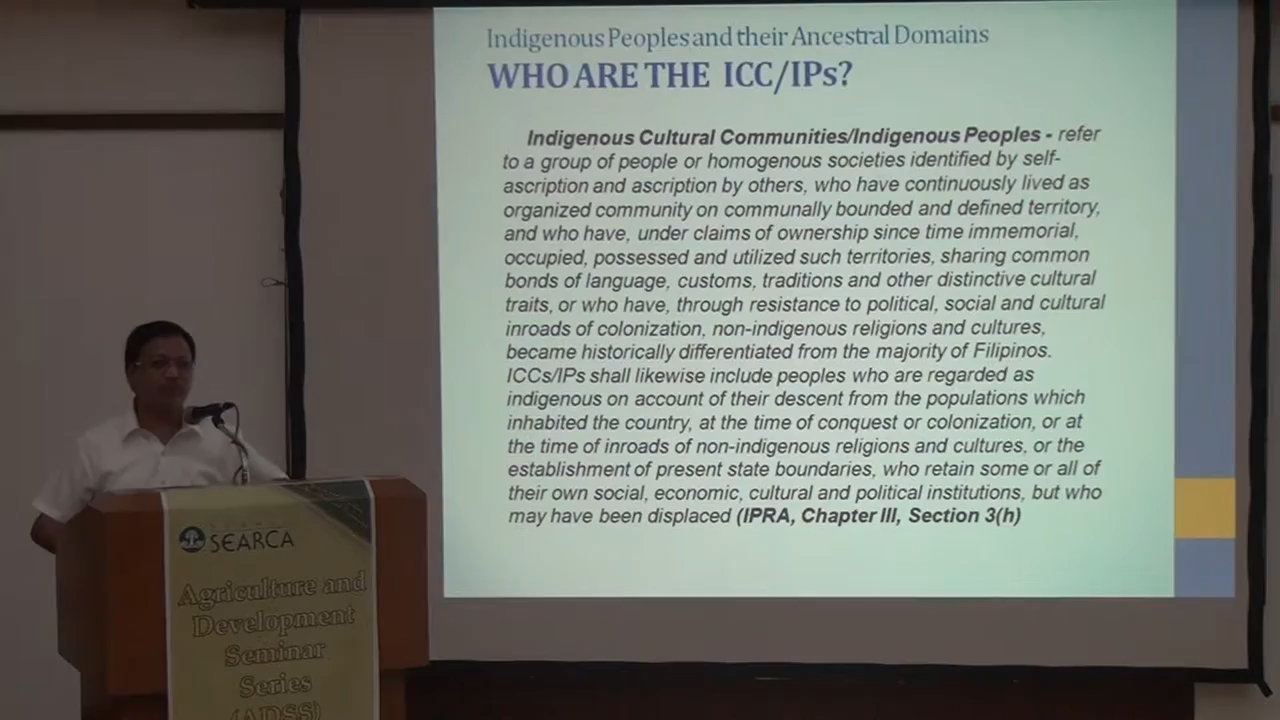 Indigenous Peoples and their Ancestral Domains
WHO ARE THE ICC/IPs?
Indigenous Cultural Communities/Indigenous Peoples - refer
to a group of people or homogenous societies identified by self-
ascription and ascription by others, who have continuously lived as
organized community on communally bounded and defined territory,
and who have, under claims of ownership since time immemorial,
occupied, possessed and utilized such territories, sharing common
bonds of language, customs, traditions and other distinctive cultural
traits, or who have, through resistance to political, social and cultural
inroads of colonization, non-indigenous religions and cultures,
became historically differentiated from the majority of Filipinos.
ICCs/IPs shall likewise include peoples who are regarded as
indigenous on account of their descent from the populations which
inhabited the country, at the time of conquest or colonization, or at
the time of inroads of non-indigenous religions and cultures, or the
establishment of present state boundaries, who retain some or all of
their own social, economic, cultural and political institutions, but who
may have been displaced (IPRA, Chapter III, Section 3(h)
SEARCA
Agriculture and
Development
Seminar
Series
(ADSS)